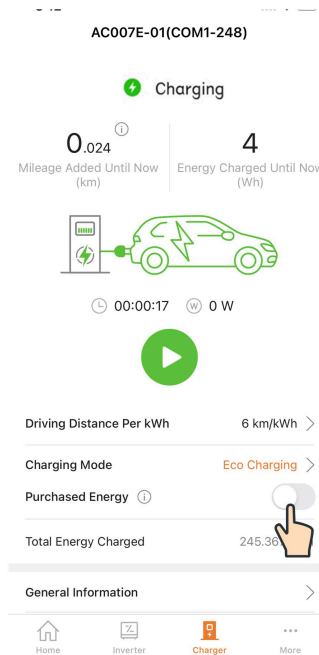 AC007E-01(COM1-248)
Charging
0.024
4
Mileage Added Until Now
(km)
Energy Charged Until Now
(Wh)
00:00:17
W 0 W
Driving Distance Per kWh 6 km/kWh
Charging Mode Eco Charging
Purchased Energy
Total Energy Charged 245.36
General Information
Home Inverter Charger More